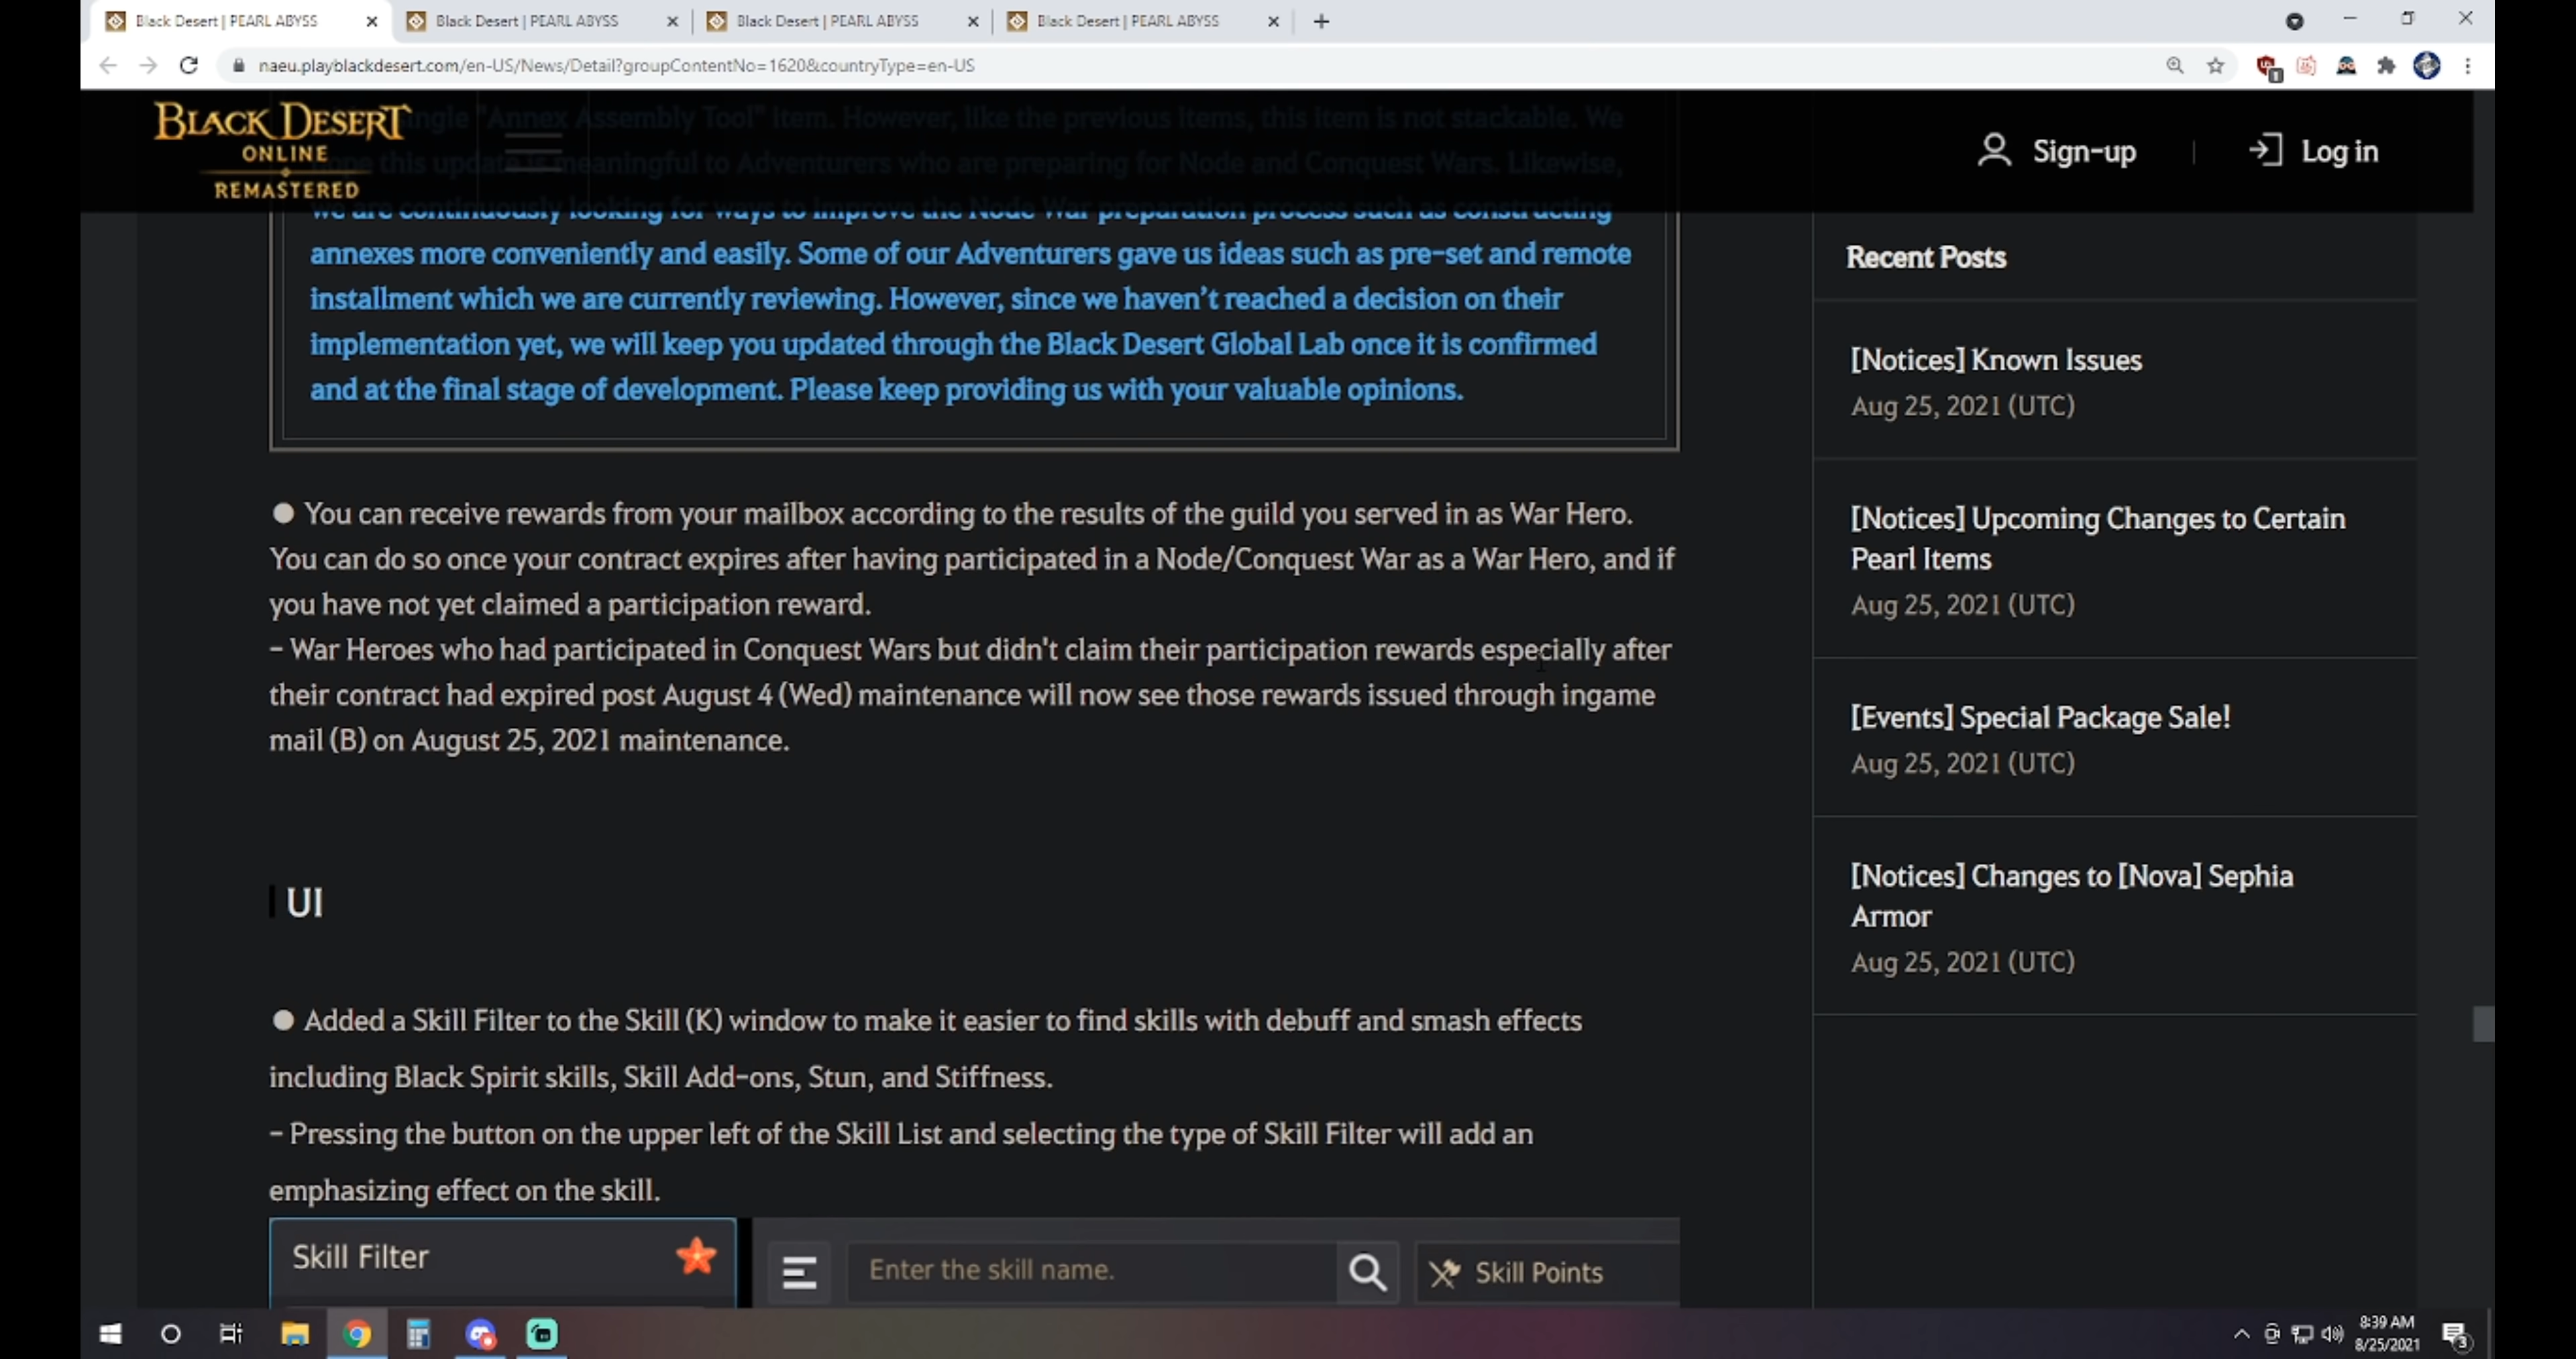 Black Desert | PEARL ABYSS
Black Desert | PEARL ABYSS
Black Desert | PEARL ABYSS
Black Desert | PEARL ABYSS
naeu.playblackdesert.com/en-US/News/Detail?groupContentNo=1620&countryType=en-US
BLACK DESERT
ONLINE
REMASTERED
Sign-up
Log in
"Annex Assembly Tool" item. However, like the previous items, this item is not stackable. We
this update is meaningful to Adventurers who are preparing for Node and Conquest Wars. Likewise,
we are continuously looking for ways to improve the Node War preparation process such as constructing
annexes more conveniently and easily. Some of our Adventurers gave us ideas such as pre-set and remote
installment which we are currently reviewing. However, since we haven't reached a decision on their
implementation yet, we will keep you updated through the Black Desert Global Lab once it is confirmed
and at the final stage of development. Please keep providing us with your valuable opinions.
● You can receive rewards from your mailbox according to the results of the guild you served in as War Hero.
You can do so once your contract expires after having participated in a Node/Conquest War as a War Hero, and if
you have not yet claimed a participation reward.
- War Heroes who had participated in Conquest Wars but didn't claim their participation rewards especially after
their contract had expired post August 4 (Wed) maintenance will now see those rewards issued through ingame
mail (B) on August 25, 2021 maintenance.
UI
● Added a Skill Filter to the Skill (K) window to make it easier to find skills with debuff and smash effects
including Black Spirit skills, Skill Add-ons, Stun, and Stiffness.
- Pressing the button on the upper left of the Skill List and selecting the type of Skill Filter will add an
emphasizing effect on the skill.
Skill Filter
Enter the skill name.
Skill Points
Recent Posts
[Notices] Known Issues
Aug 25, 2021 (UTC)
[Notices] Upcoming Changes to Certain
Pearl Items
Aug 25, 2021 (UTC)
[Events] Special Package Sale!
Aug 25, 2021 (UTC)
[Notices] Changes to [Nova] Sephia
Armor
Aug 25, 2021 (UTC)
8:39 AM
8/25/2021
3